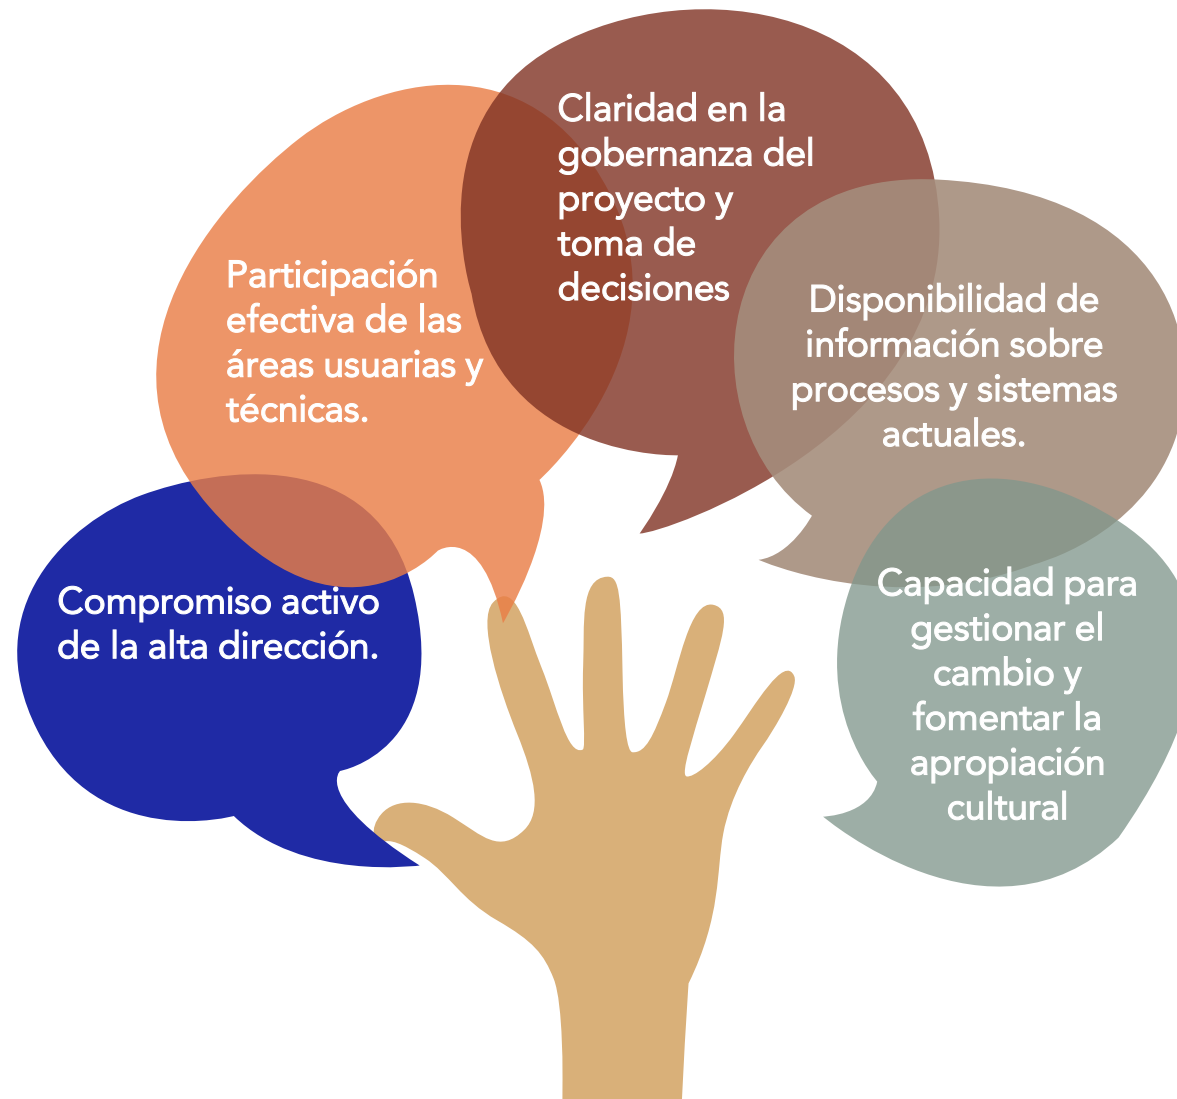 Claridad en la
gobernanza del
proyecto y
toma de
decisiones
Participación
efectiva de las
áreas usuarias y
técnicas.
Disponibilidad de
información sobre
procesos y sistemas
actuales.
Compromiso activo
de la alta dirección.
Capacidad para
gestionar el
cambio y
fomentar la
apropiación
cultural